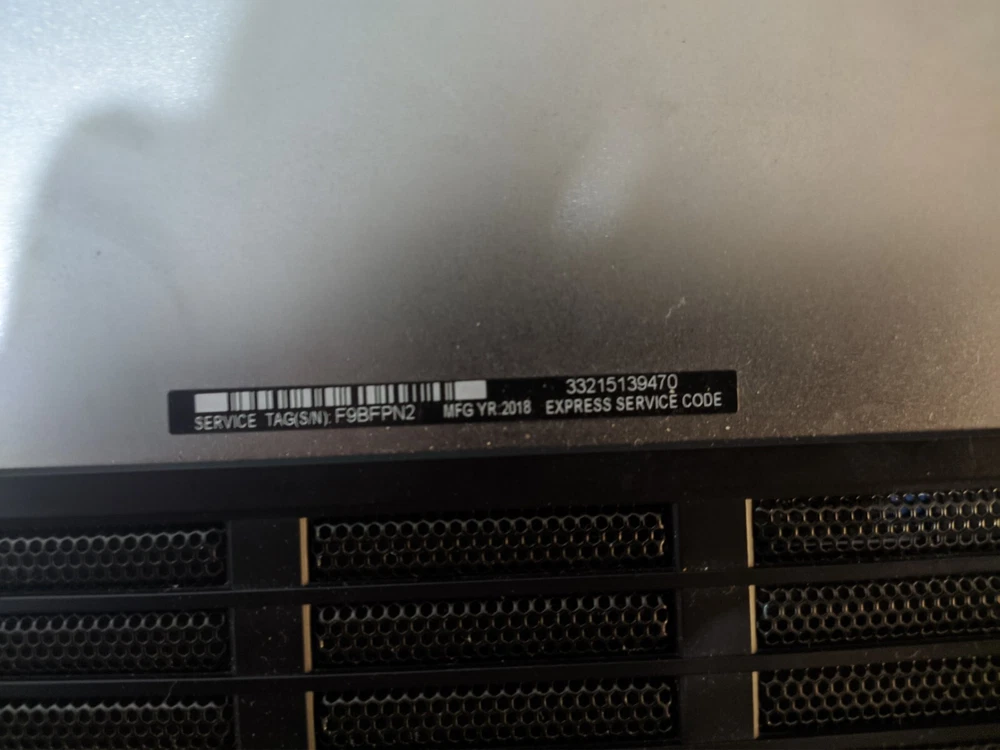 33215139470
SERVICE TAG(S/N): F9BFPN2 MFG YR:2018 EXPRESS SERVICE CODE